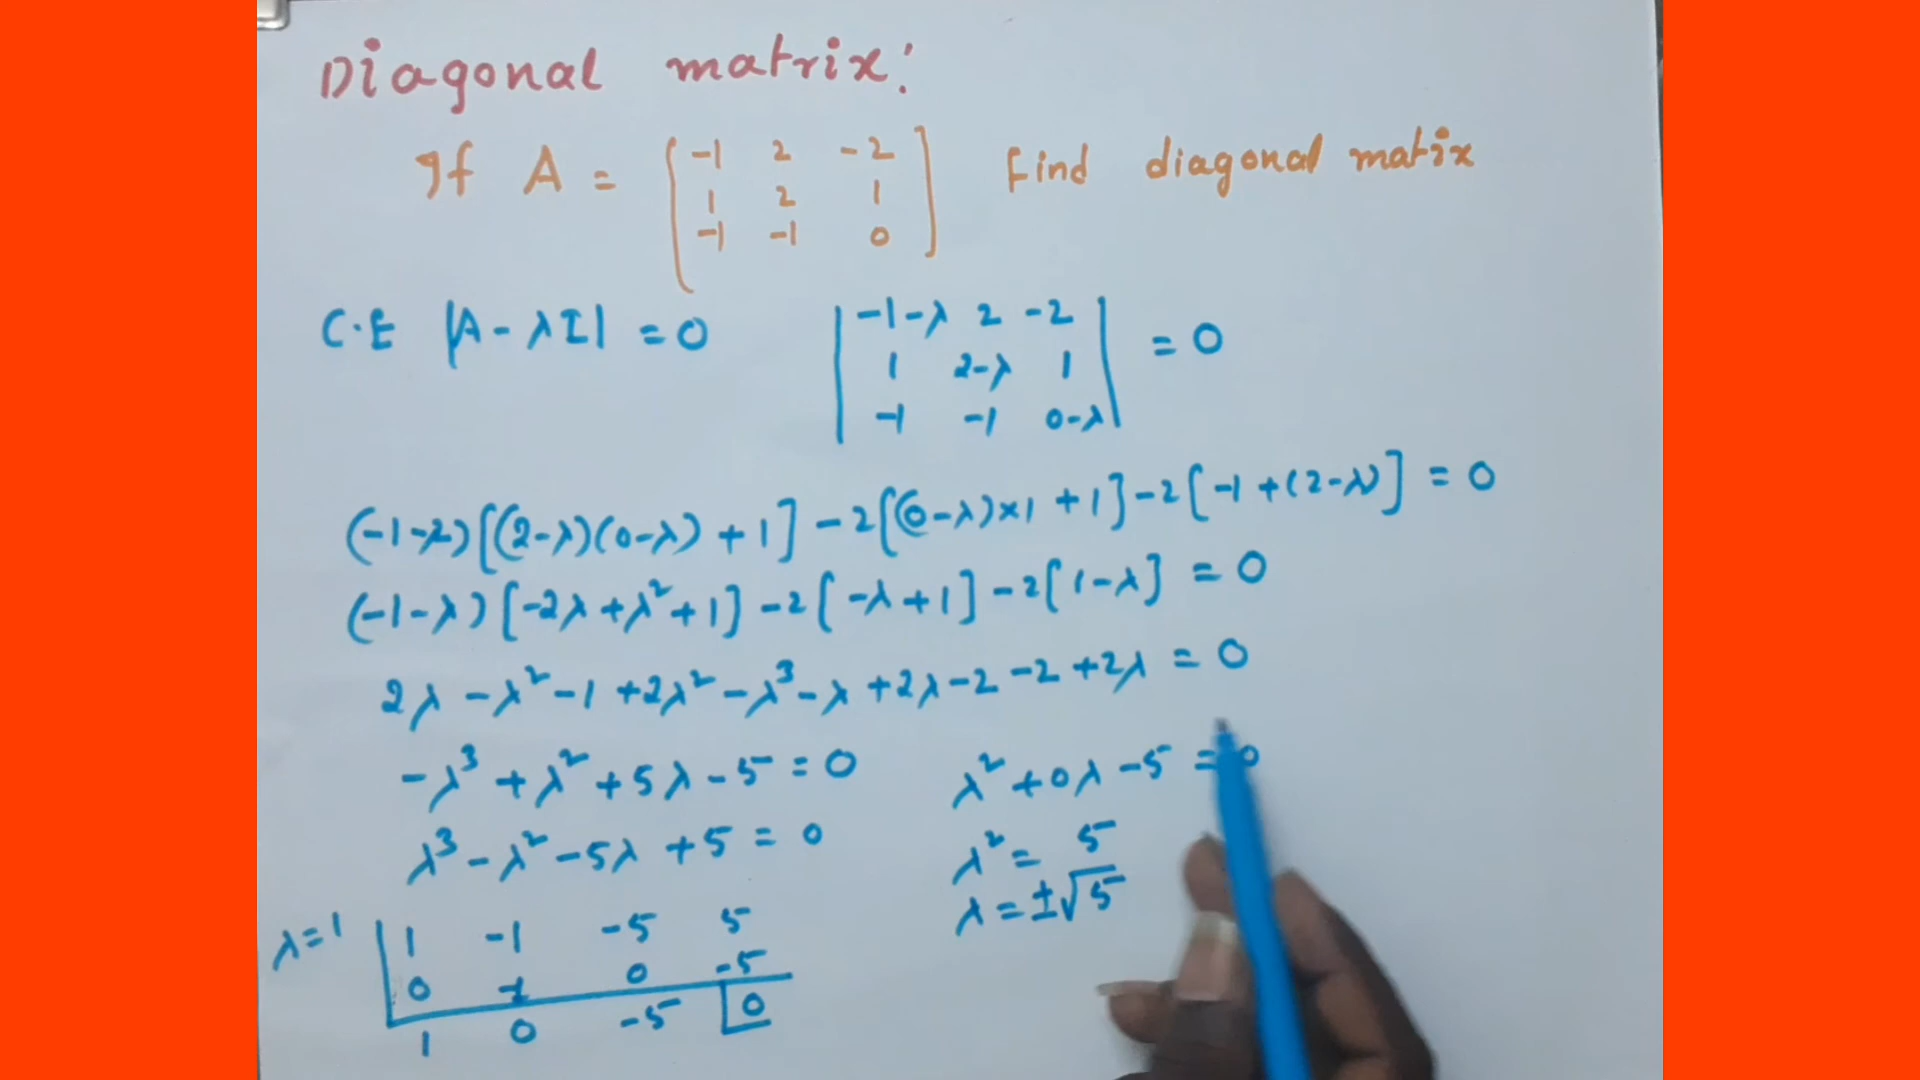 Diagonal matrix:
If A = [ -1 2 -2
1 2 1
-1 -1 0 ] Find diagonal matix
C.E |A - λI| = 0
| -1-λ 2 -2
1 2-λ 1
-1 -1 0-λ | = 0
(-1-λ)[(2-λ)(0-λ) + 1] - 2[(0-λ)×1 + 1] - 2[-1 + (2-λ)] = 0
(-1-λ)[-2λ + λ² + 1] - 2[-λ + 1] - 2[1-λ] = 0
2λ - λ² - 1 + 2λ² - λ³ - λ + 2λ - 2 - 2 + 2λ = 0
-λ³ + λ² + 5λ - 5 = 0
λ³ - λ² - 5λ + 5 = 0
λ=1 | 1 -1 -5 5
0 1 0 -5
1 0 -5 0
λ² + 0λ - 5 = 0
λ² = 5
λ = ±√5